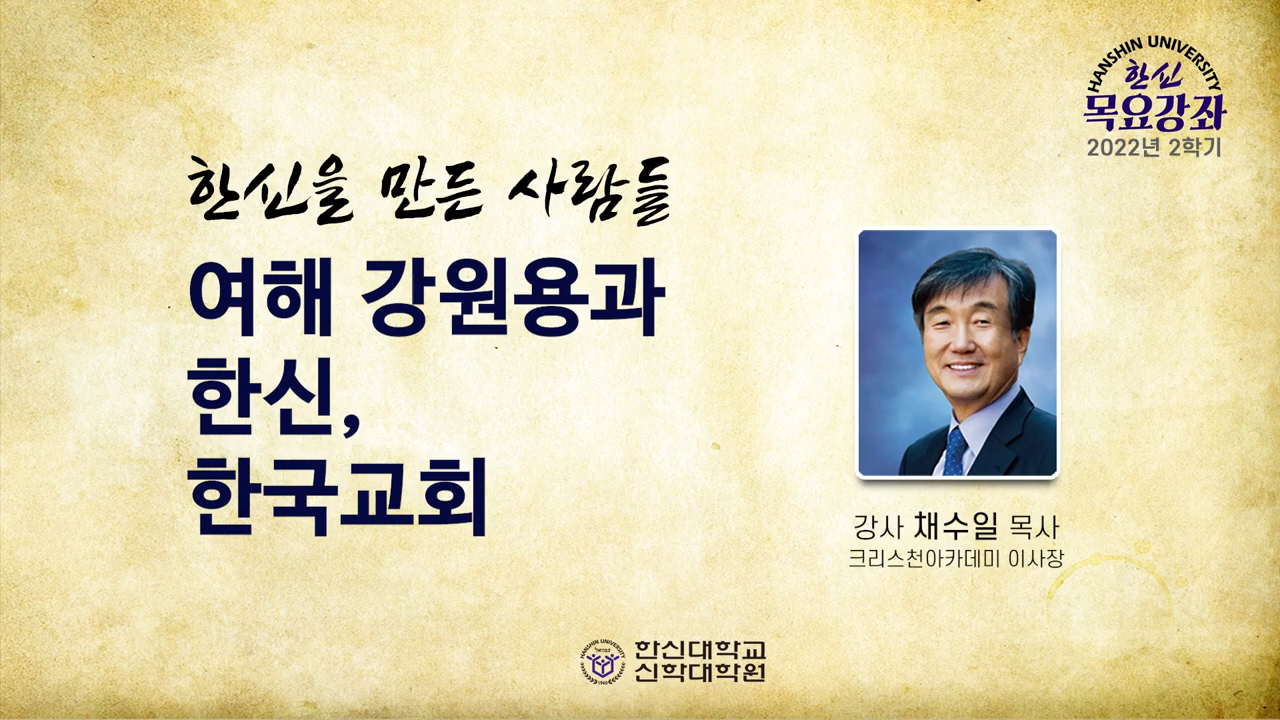 HANSHIN UNIVERSITY
한신
목요강좌
2022년 2학기
한신을 만든 사람들
여해 강원용과
한신,
한국교회
강사 채수일 목사
크리스천아카데미 이사장
HANSHIN UNIVERSITY
한신대학교
신학대학원